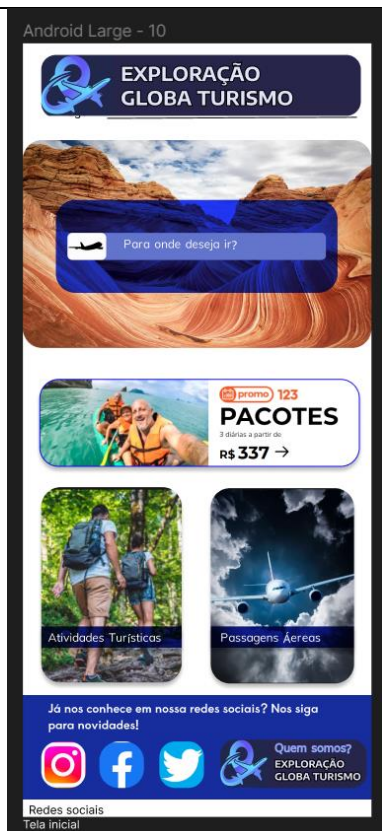 Android Large - 10
EXPLORAÇÃO
GLOBA TURISMO
Para onde deseja ir?
promo 123
PACOTES
3 diárias a partir de
R$ 337 →
Atividades Turísticas
Passagens Áereas
Já nos conhece em nossa redes sociais? Nos siga
para novidades!
Quem somos?
EXPLORAÇÃO
GLOBA TURISMO
Redes sociais
Tela inicial